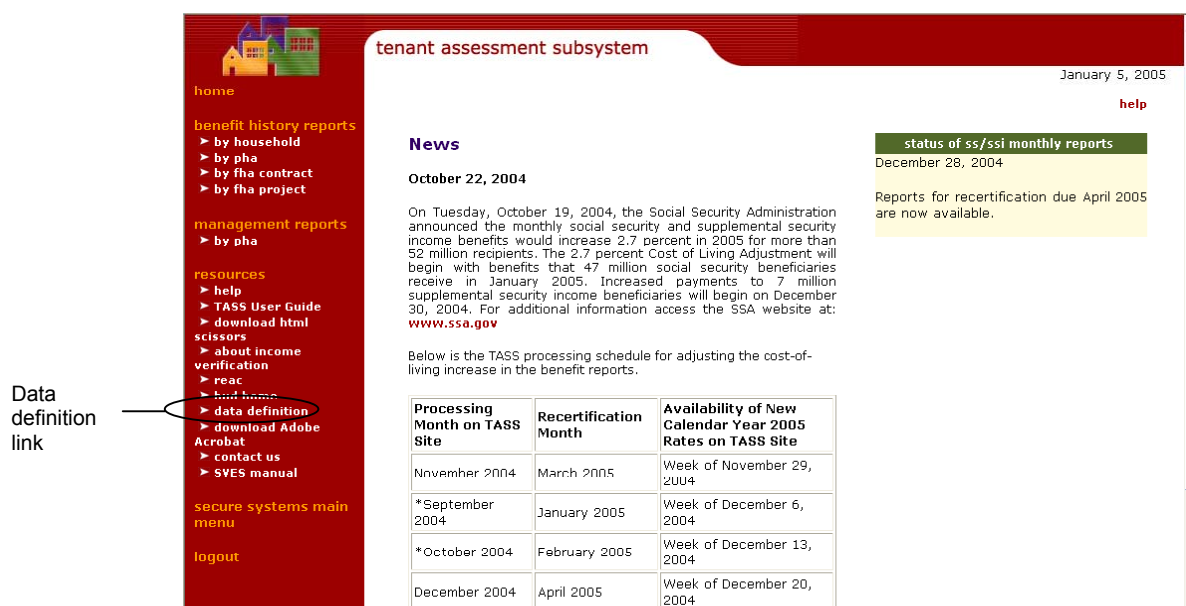 tenant assessment subsystem
January 5, 2005
help
home
benefit history reports
➤ by household
➤ by pha
➤ by fha contract
➤ by fha project
management reports
➤ by pha
resources
➤ help
➤ TASS User Guide
➤ download html
scissors
➤ about income
verification
➤ reac
➤ hud home
➤ data definition
➤ download Adobe
Acrobat
➤ contact us
➤ SVES manual
secure systems main
menu
logout
Data
definition
link
News
October 22, 2004
On Tuesday, October 19, 2004, the Social Security Administration
announced the monthly social security and supplemental security
income benefits would increase 2.7 percent in 2005 for more than
52 million recipients. The 2.7 percent Cost of Living Adjustment will
begin with benefits that 47 million social security beneficiaries
receive in January 2005. Increased payments to 7 million
supplemental security income beneficiaries will begin on December
30, 2004. For additional information access the SSA website at:
www.ssa.gov
Below is the TASS processing schedule for adjusting the cost-of-
living increase in the benefit reports.
Processing
Month on TASS
Site
Recertification
Month
Availability of New
Calendar Year 2005
Rates on TASS Site
November 2004
March 2005
Week of November 29,
2004
*September
2004
January 2005
Week of December 6,
2004
*October 2004
February 2005
Week of December 13,
2004
December 2004
April 2005
Week of December 20,
2004
status of ss/ssi monthly reports
December 28, 2004
Reports for recertification due April 2005
are now available.